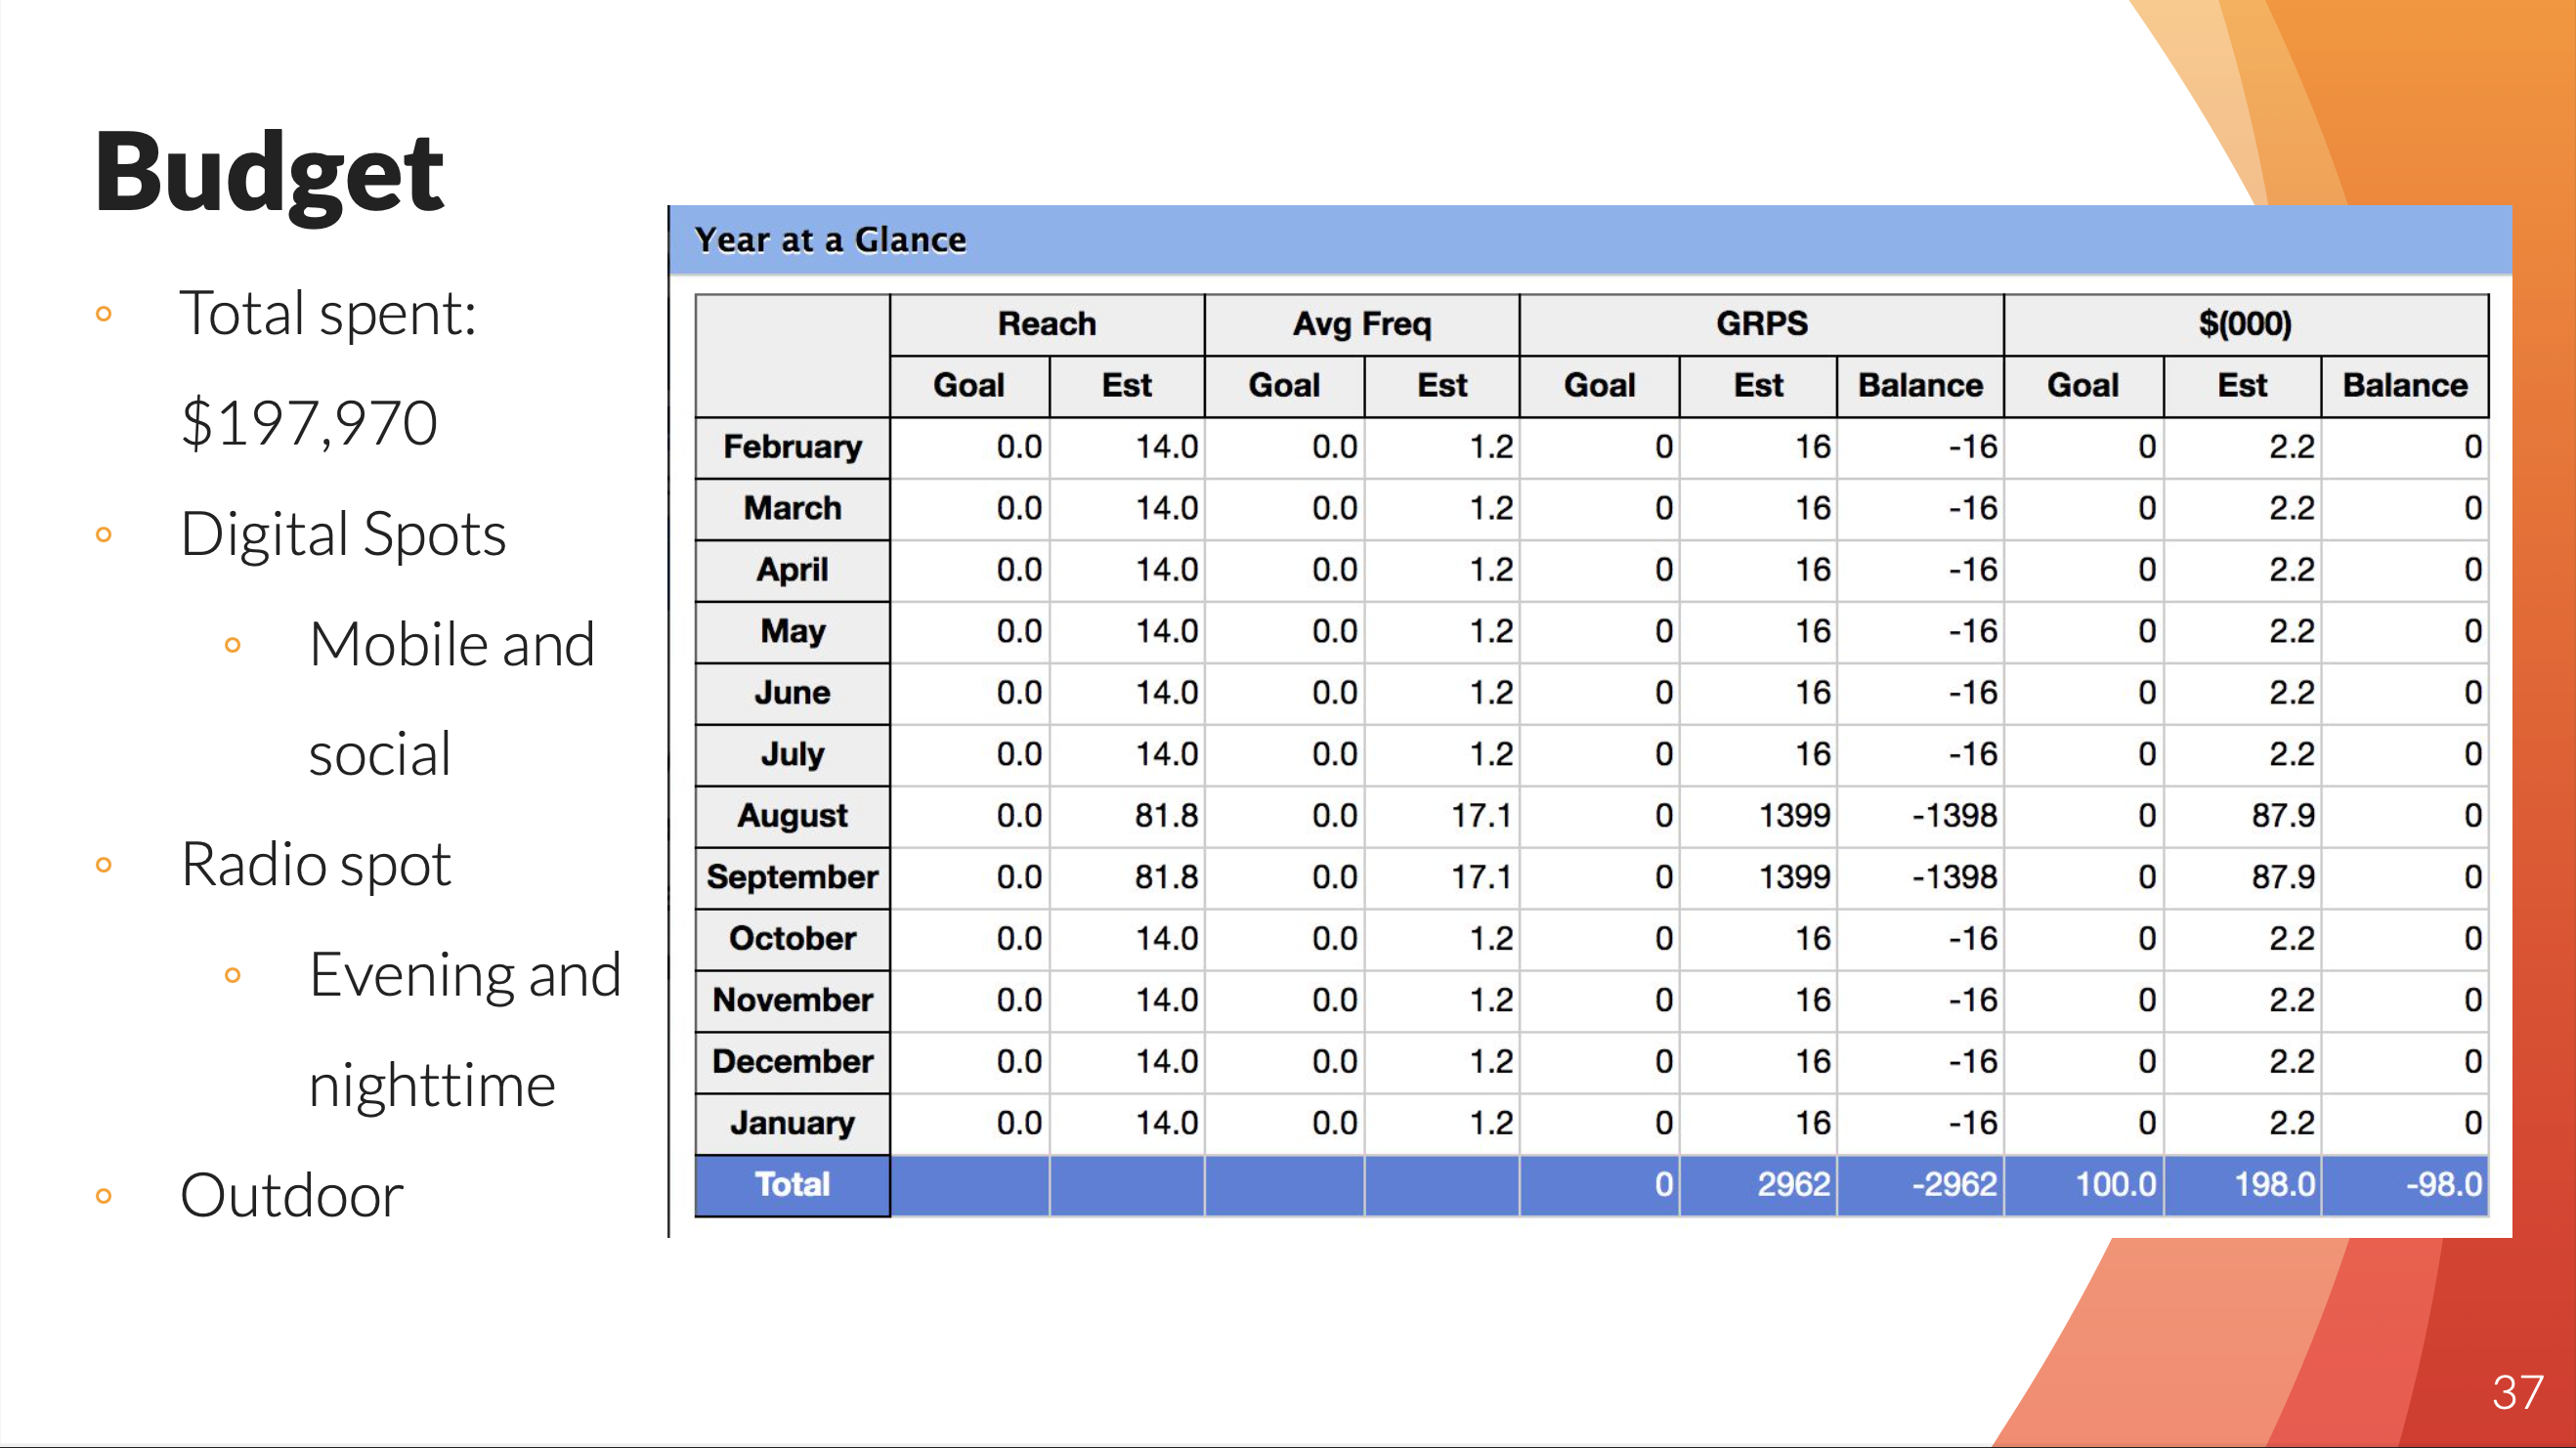 Budget
Total spent:
$197,970
Digital Spots
Mobile and
social
Radio spot
Evening and
nighttime
Outdoor
Year at a Glance
Reach Avg Freq GRPS $(000)
Goal Est Goal Est Goal Est Balance Goal Est Balance
February 0.0 14.0 0.0 1.2 0 16 -16 0 2.2 0
March 0.0 14.0 0.0 1.2 0 16 -16 0 2.2 0
April 0.0 14.0 0.0 1.2 0 16 -16 0 2.2 0
May 0.0 14.0 0.0 1.2 0 16 -16 0 2.2 0
June 0.0 14.0 0.0 1.2 0 16 -16 0 2.2 0
July 0.0 14.0 0.0 1.2 0 16 -16 0 2.2 0
August 0.0 81.8 0.0 17.1 0 1399 -1398 0 87.9 0
September 0.0 81.8 0.0 17.1 0 1399 -1398 0 87.9 0
October 0.0 14.0 0.0 1.2 0 16 -16 0 2.2 0
November 0.0 14.0 0.0 1.2 0 16 -16 0 2.2 0
December 0.0 14.0 0.0 1.2 0 16 -16 0 2.2 0
January 0.0 14.0 0.0 1.2 0 16 -16 0 2.2 0
Total 0 2962 -2962 100.0 198.0 -98.0
37